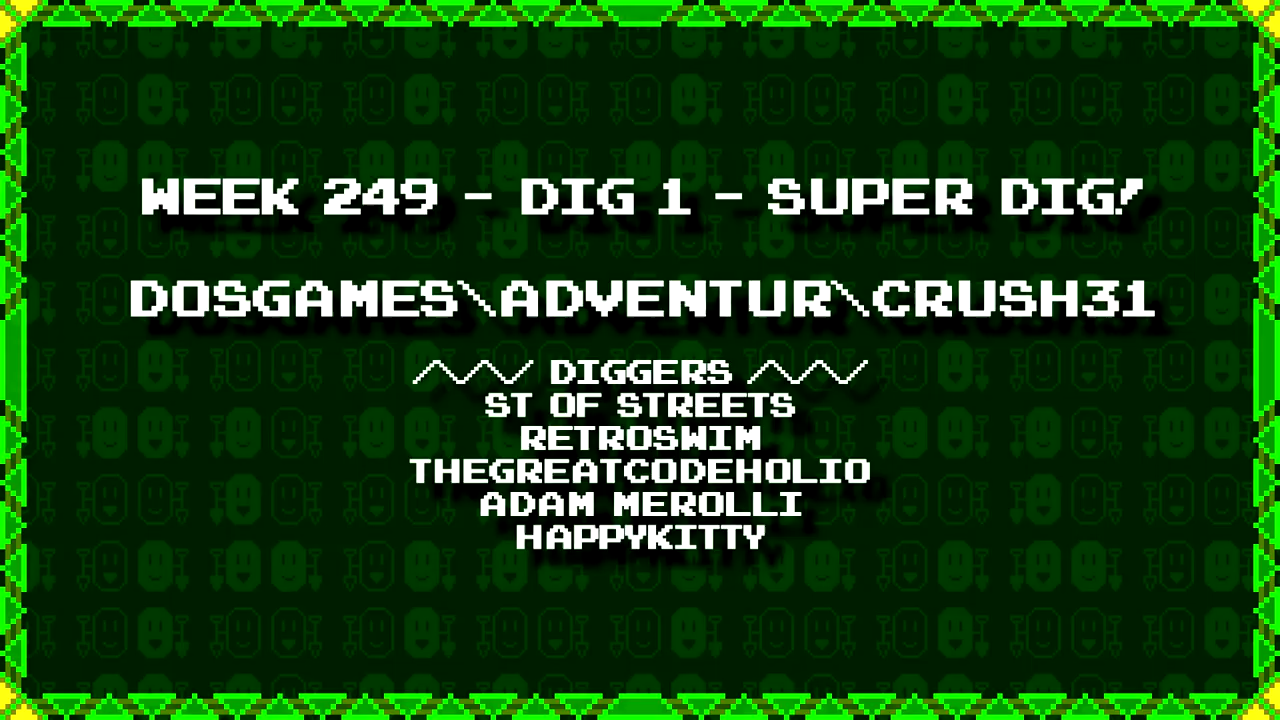 WEEK 249 - DIG 1 - SUPER DIG!
DOSGAMES\ADVENTUR\CRUSH31
/\/\/\/ DIGGERS /\/\/\/
ST OF STREETS
RETROSWIM
THEGREATCODEHOLIO
ADAM MEROLLI
HAPPYKITTY